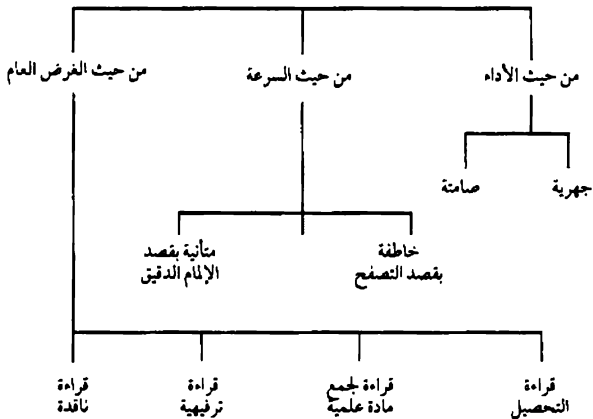 من حيث الأداء
من حيث السرعة
من حيث الغرض العام
جهرية
صامتة
خاطفة
بقصد التصفح
متأنية بقصد
الإلمام الدقيق
قراءة
التحصيل
قراءة لجمع
مادة علمية
قراءة
ترفيهية
قراءة
ناقدة